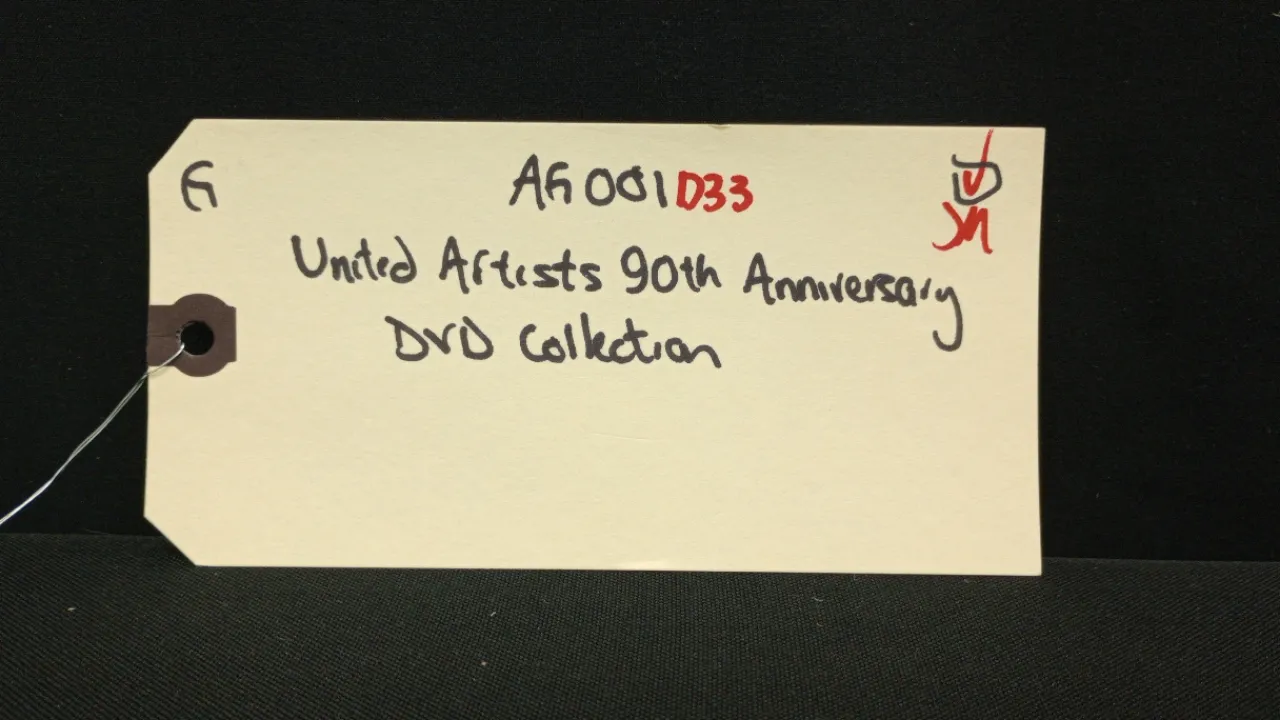 G AG001D33 D
United Artists 90th Anniversary
DVD Collection